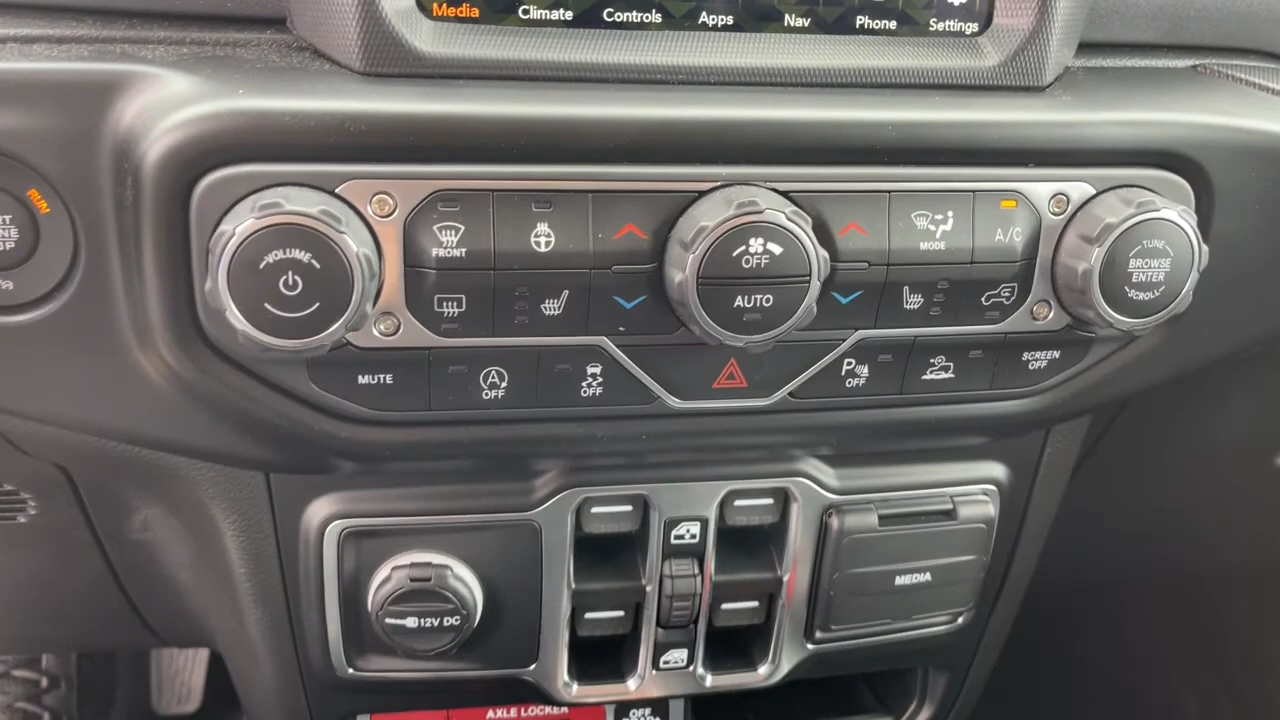 Media Climate Controls Apps Nav Phone Settings
RUN
VOLUME
FRONT
OFF
AUTO
MODE
A/C
TUNE
BROWSE
ENTER
SCROLL
MUTE
A
OFF
OFF
P
OFF
SCREEN
OFF
12V DC
MEDIA
AXLE LOCKER
OFF